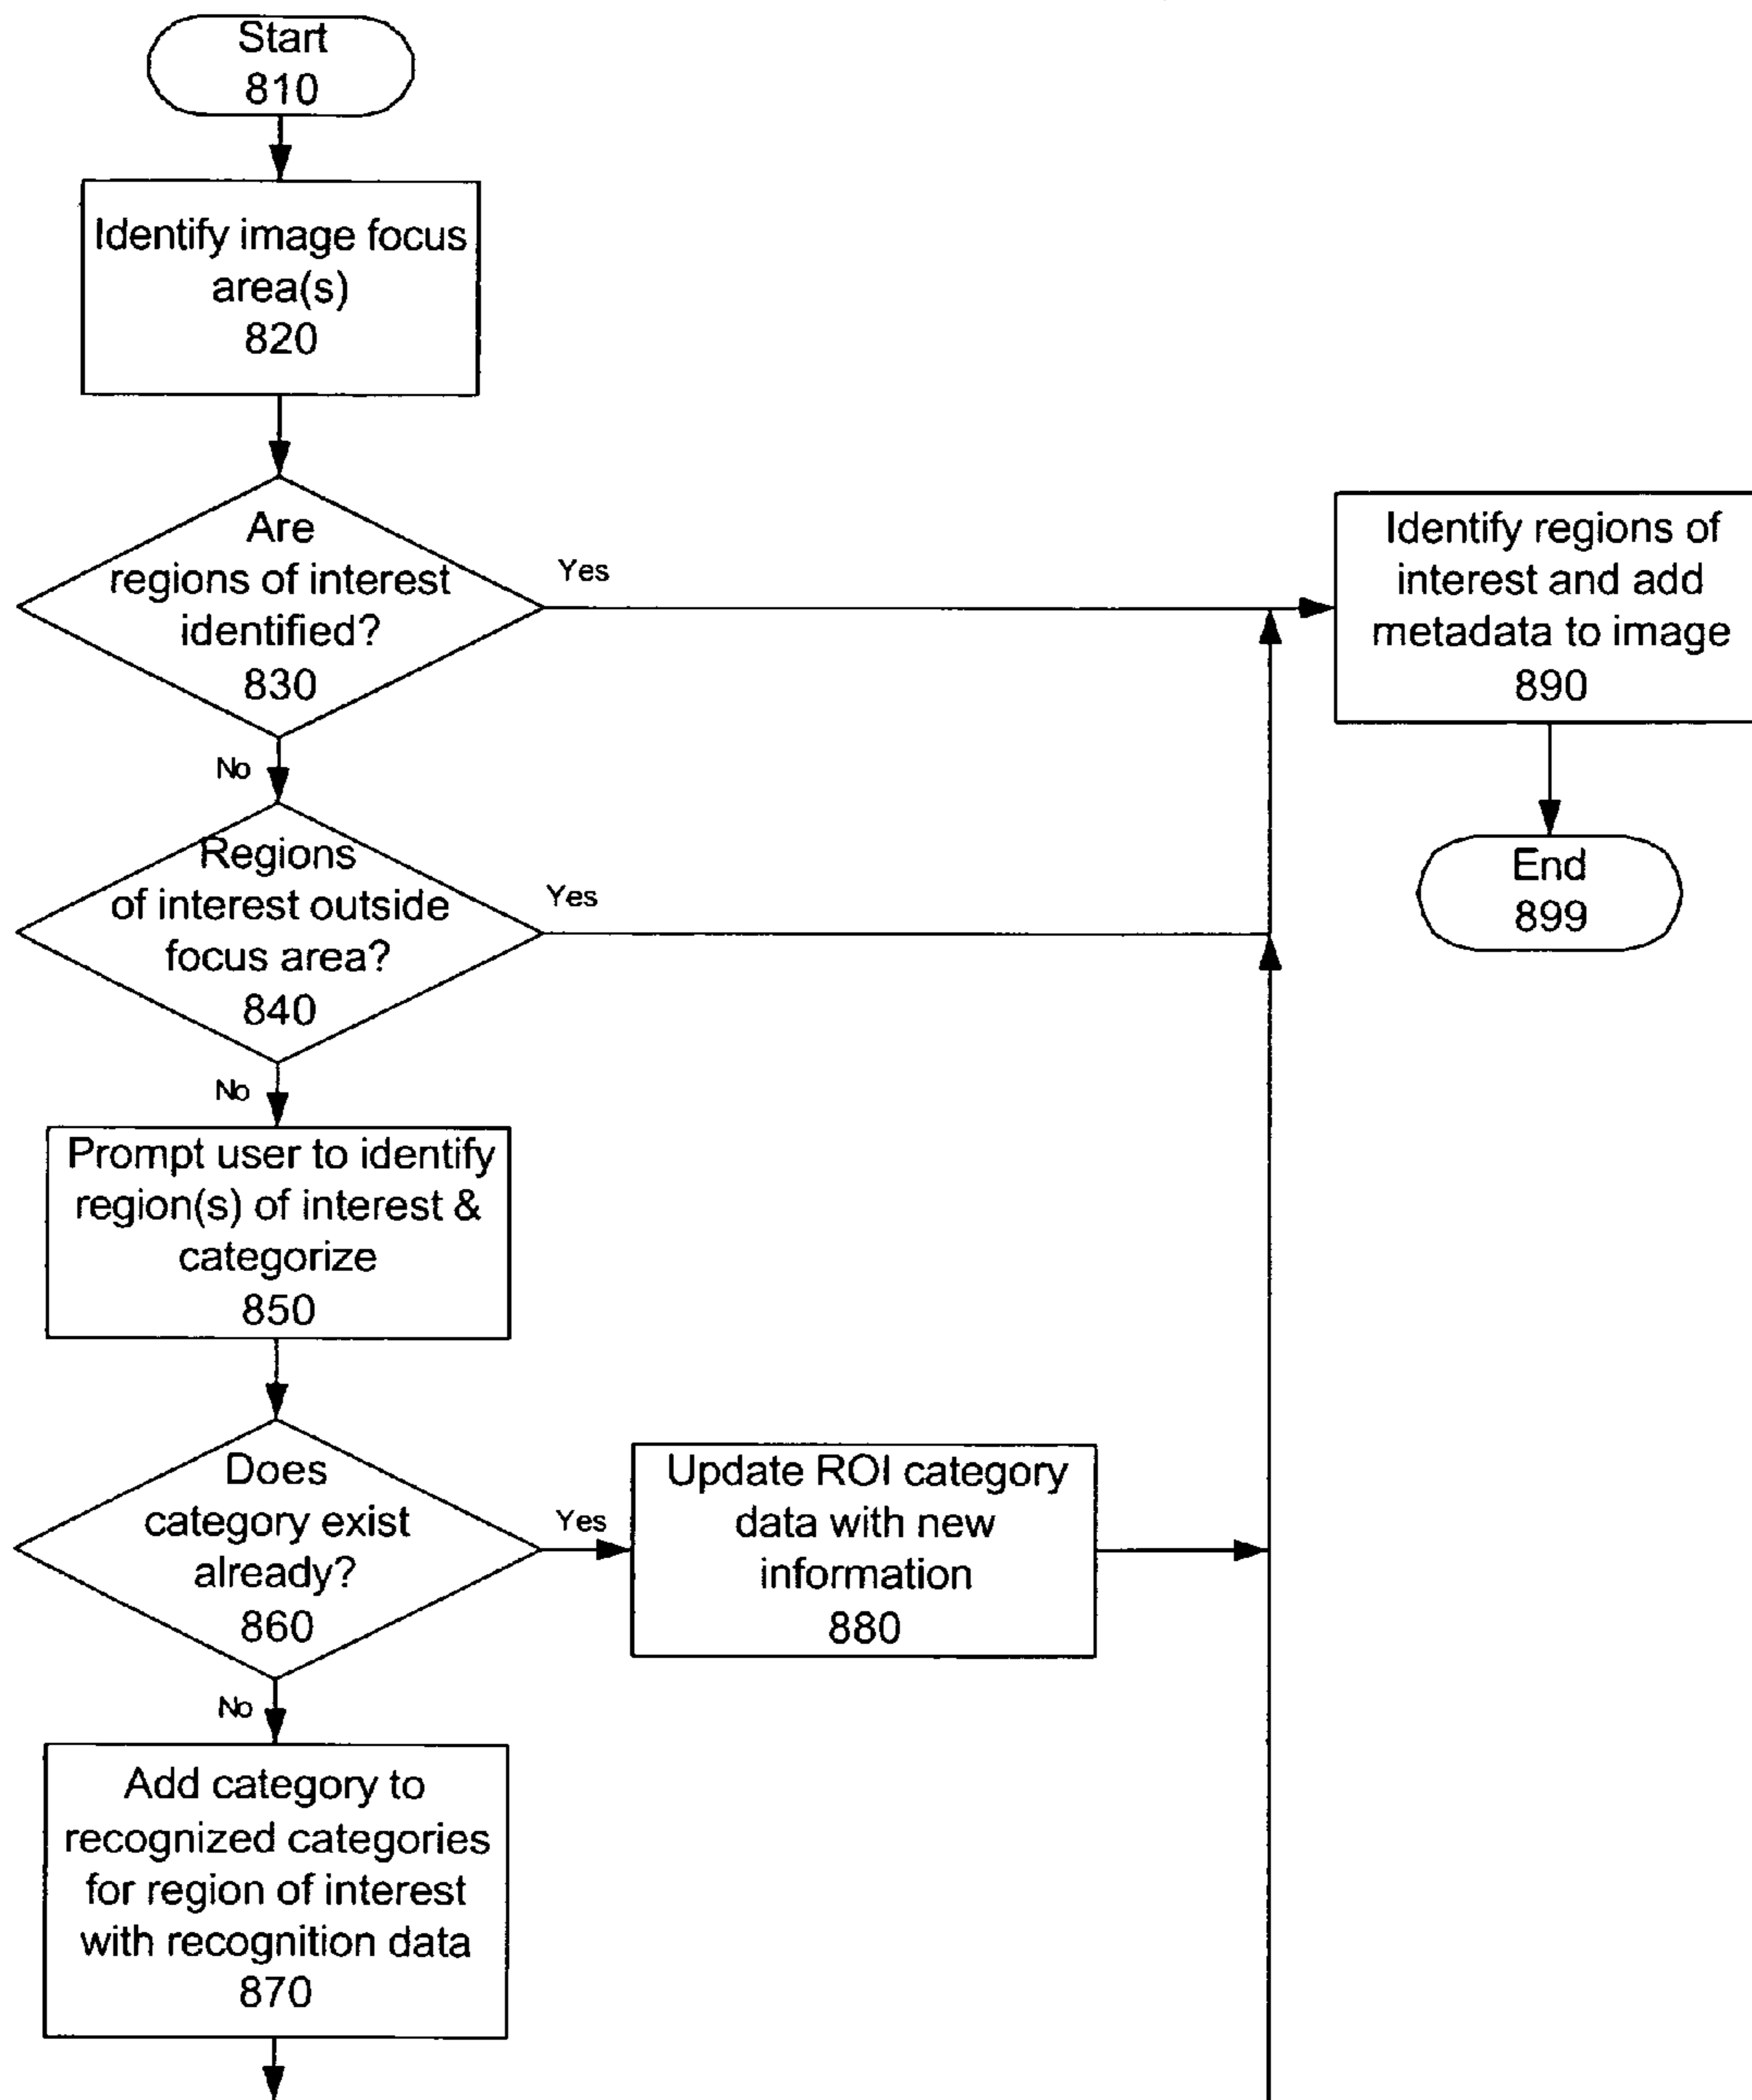 Start
810
Identify image focus
area(s)
820
Are
regions of interest
identified?
830
Yes
No
Identify regions of
interest and add
metadata to image
890
End
899
Regions
of interest outside
focus area?
840
Yes
No
Prompt user to identify
region(s) of interest &
categorize
850
Does
category exist
already?
860
Yes
No
Update ROI category
data with new
information
880
Add category to
recognized categories
for region of interest
with recognition data
870